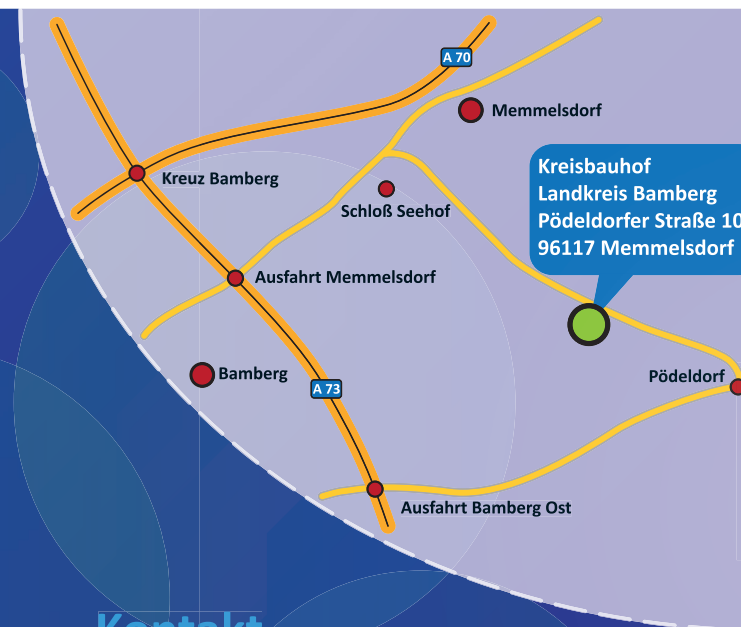 A 70
Memmelsdorf
Kreisbauhof
Landkreis Bamberg
Pödeldorfer Straße 10
96117 Memmelsdorf
Kreuz Bamberg
Schloß Seehof
Ausfahrt Memmelsdorf
Bamberg
A 73
Pödeldorf
Ausfahrt Bamberg Ost
Kontakt